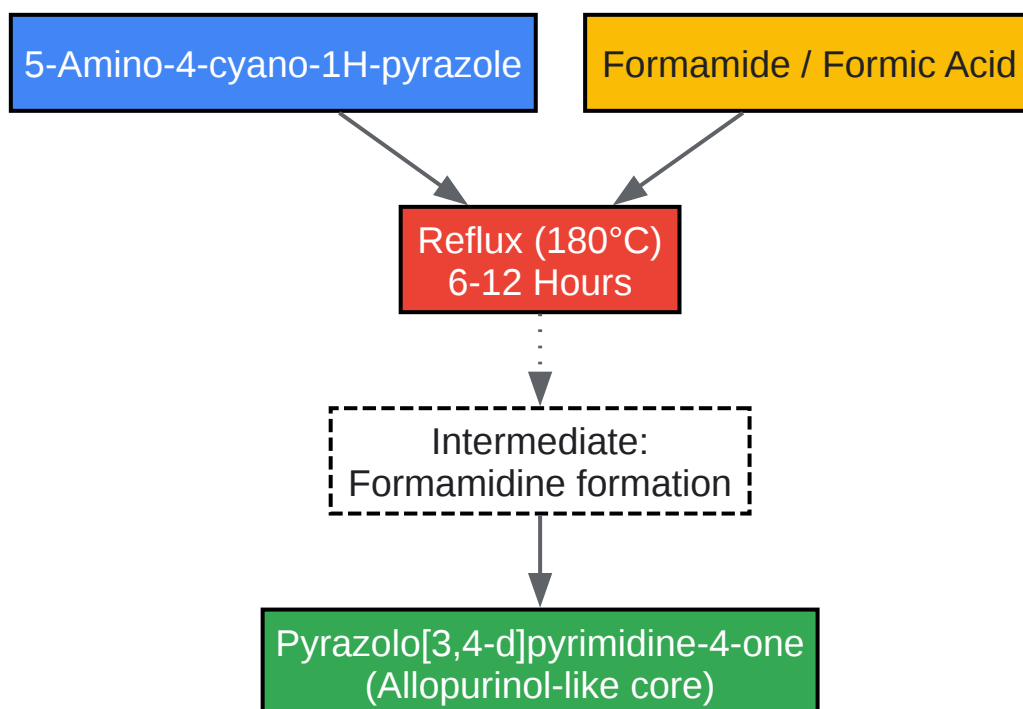 5-Amino-4-cyano-1H-pyrazole
Formamide / Formic Acid
Reflux (180°C)
6-12 Hours
Intermediate:
Formamidine formation
Pyrazolo[3,4-d]pyrimidine-4-one
(Allopurinol-like core)